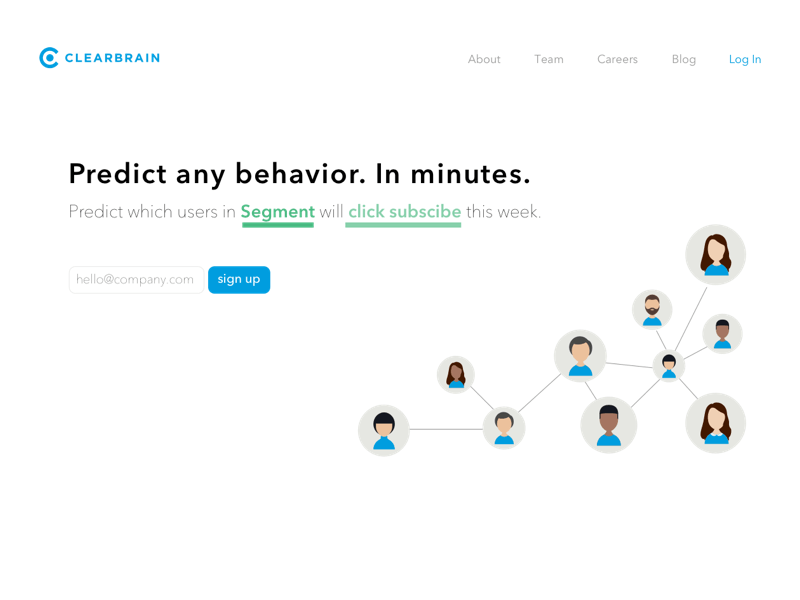 CLEARBRAIN
About Team Careers Blog Log In
Predict any behavior. In minutes.
Predict which users in Segment will click subscibe this week.
hello@company.com sign up